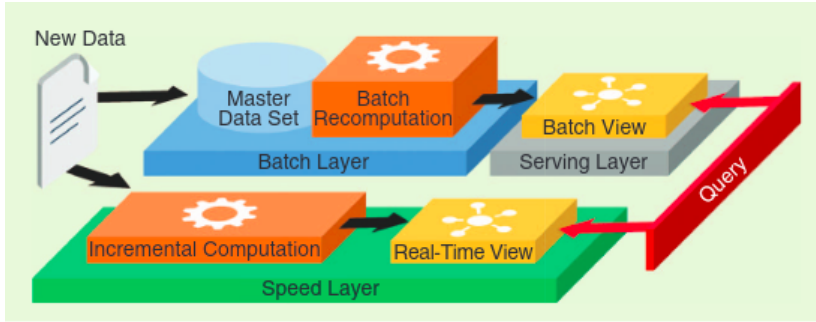 New Data
Master
Data Set
Batch
Recomputation
Batch View
Batch Layer
Serving Layer
Query
Incremental Computation
Real-Time View
Speed Layer